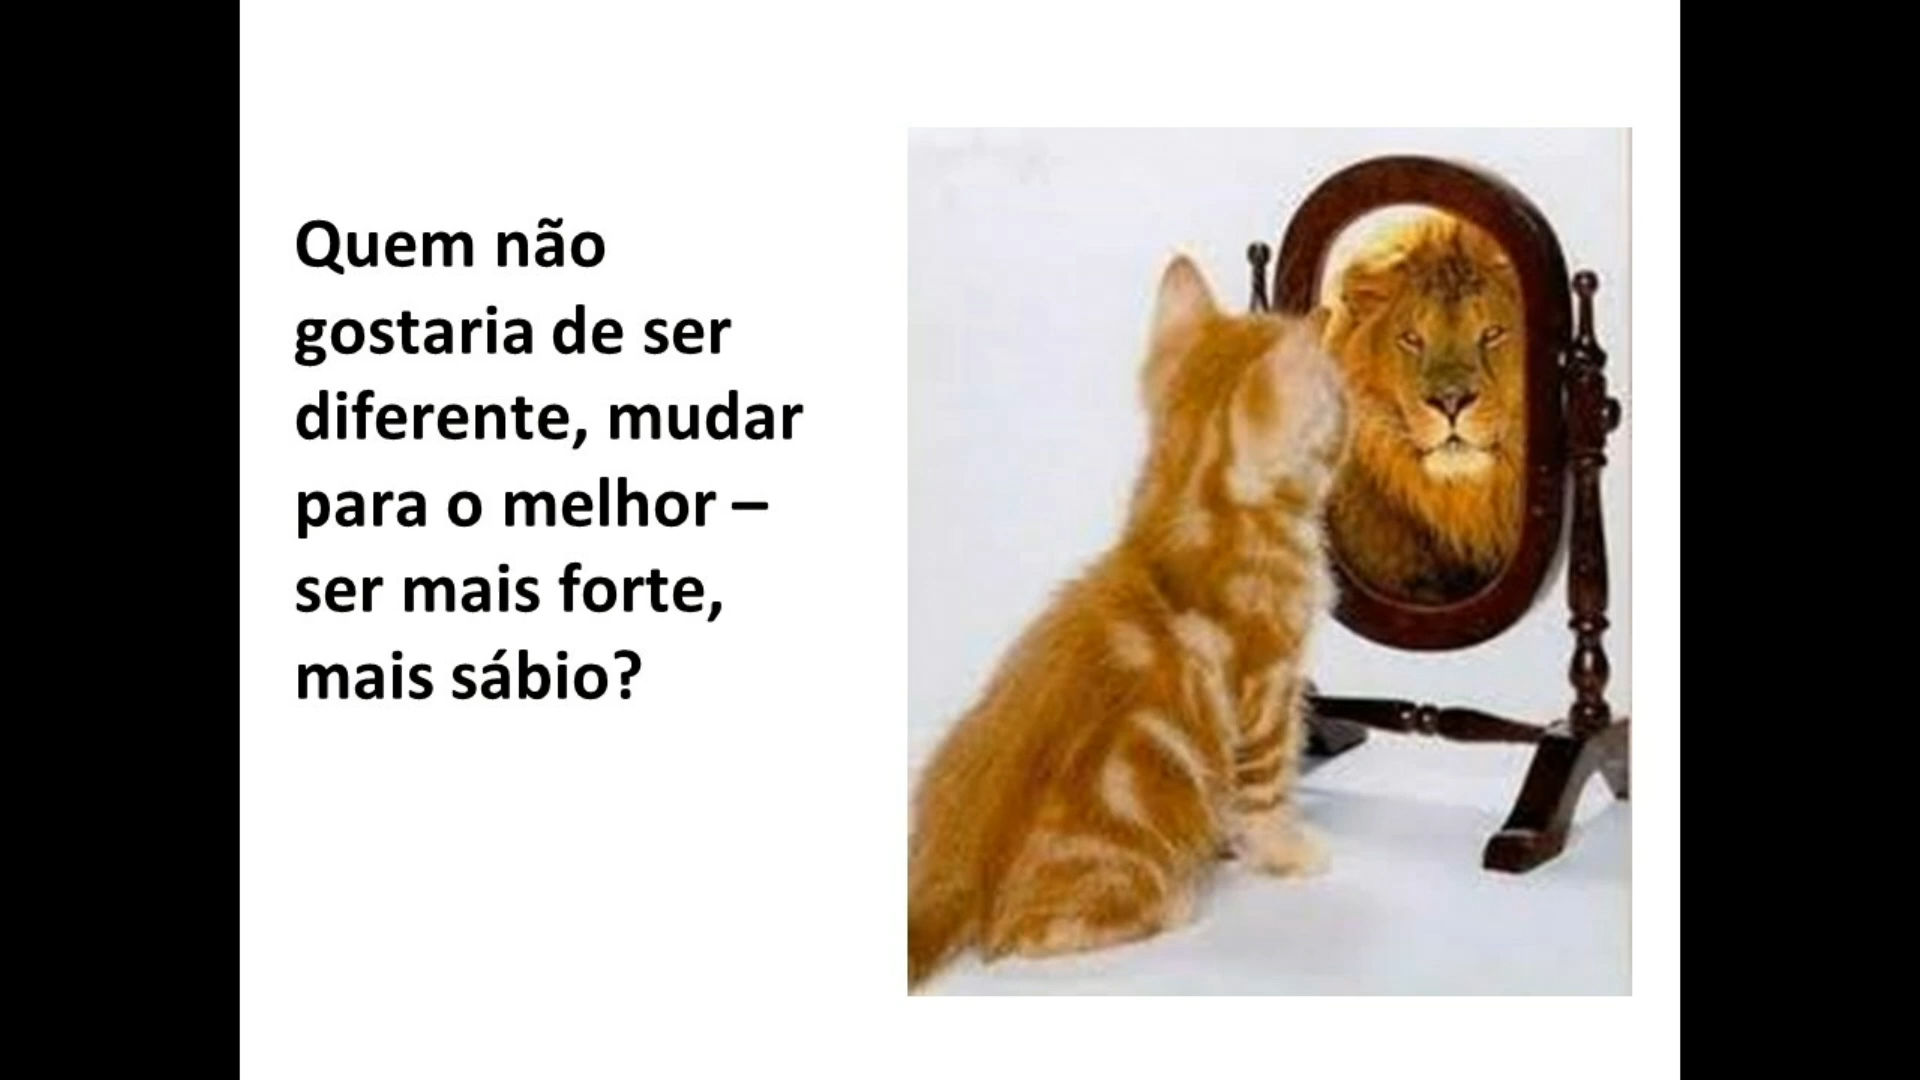 Quem não
gostaria de ser
diferente, mudar
para o melhor –
ser mais forte,
mais sábio?